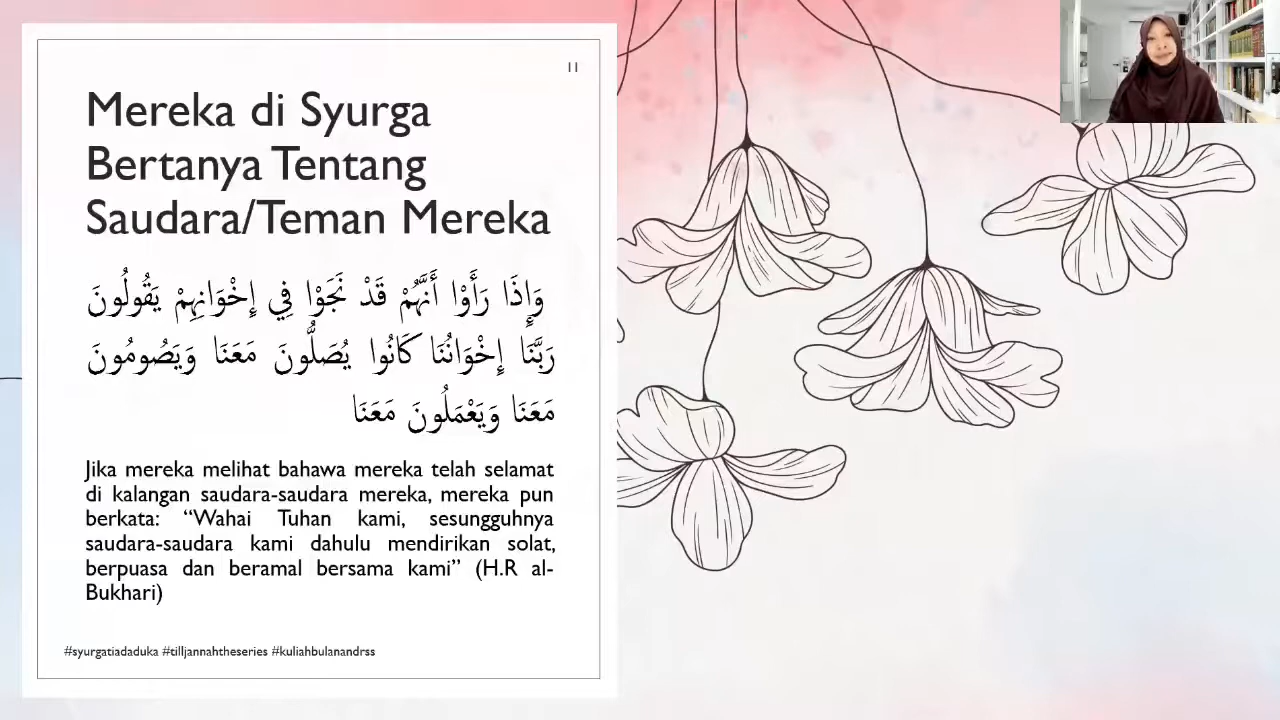 11
Mereka di Syurga
Bertanya Tentang
Saudara/Teman Mereka
وَإِذَا رَأَوْا أَنَّهُمْ قَدْ نَجَوْا فِي إِخْوَانِهِمْ يَقُولُونَ
رَبَّنَا إِخْوَانُنَا كَانُوا يُصَلُّونَ مَعَنَا وَيَصُومُونَ
مَعَنَا وَيَعْمَلُونَ مَعَنَا
Jika mereka melihat bahawa mereka telah selamat
di kalangan saudara-saudara mereka, mereka pun
berkata: “Wahai Tuhan kami, sesungguhnya
saudara-saudara kami dahulu mendirikan solat,
berpuasa dan beramal bersama kami” (H.R al-
Bukhari)
#syurgatiadaduka #tilljannahtheseries #kuliahbulanandrss